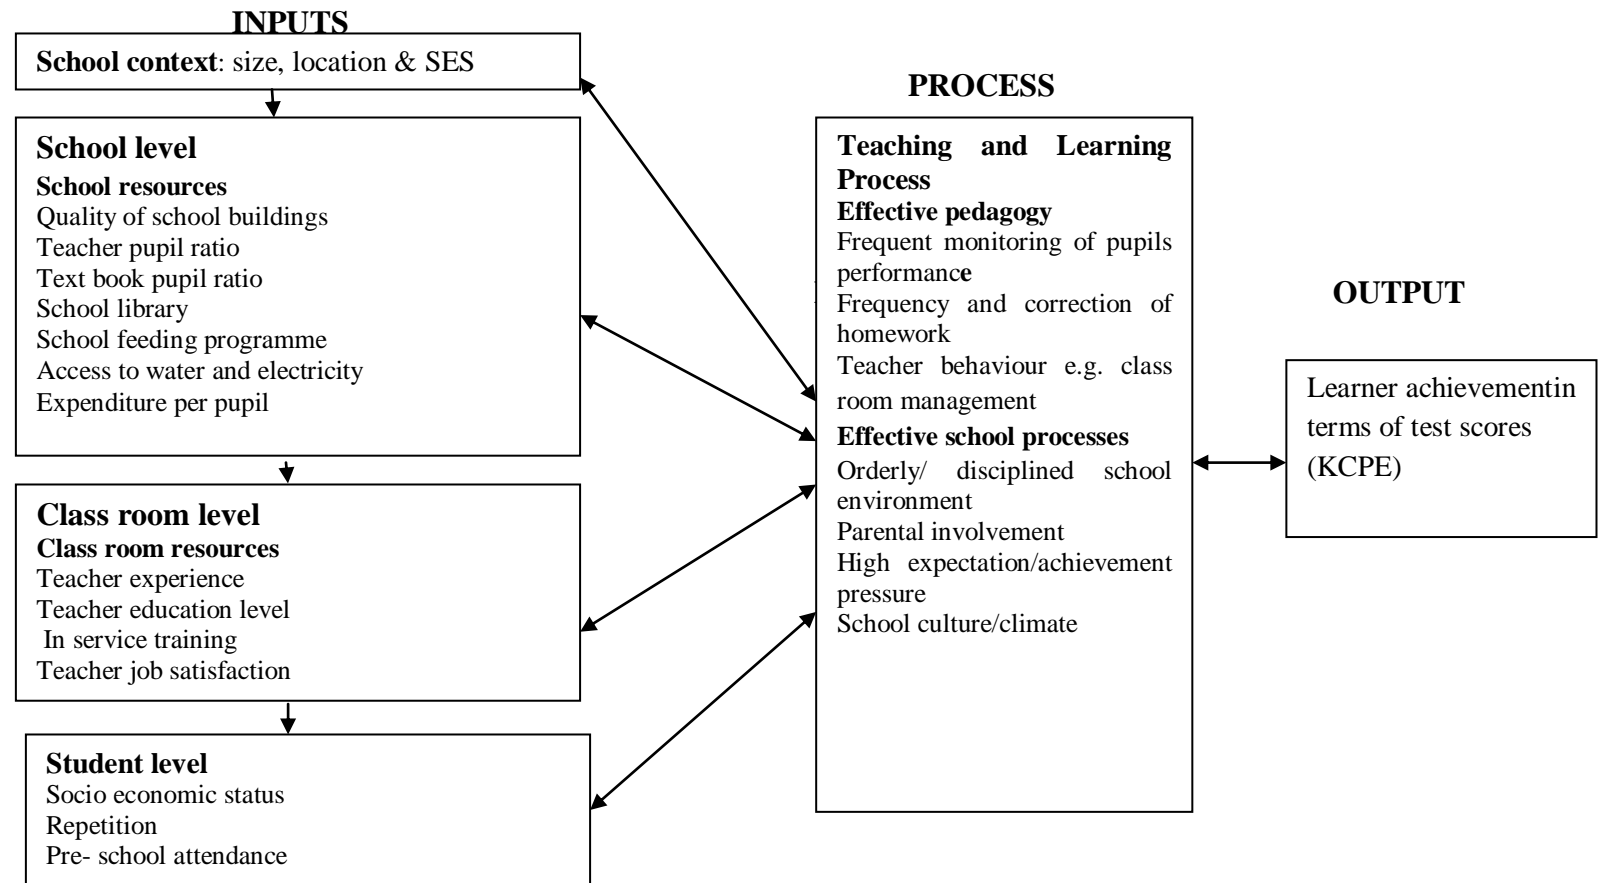 INPUTS
School context: size, location & SES
School level
School resources
Quality of school buildings
Teacher pupil ratio
Text book pupil ratio
School library
School feeding programme
Access to water and electricity
Expenditure per pupil
Class room level
Class room resources
Teacher experience
Teacher education level
In service training
Teacher job satisfaction
Student level
Socio economic status
Repetition
Pre- school attendance
PROCESS
Teaching and Learning
Process
Effective pedagogy
Frequent monitoring of pupils
performance
Frequency and correction of
homework
Teacher behaviour e.g. class
room management
Effective school processes
Orderly/ disciplined school
environment
Parental involvement
High expectation/achievement
pressure
School culture/climate
OUTPUT
Learner achievementin
terms of test scores
(KCPE)